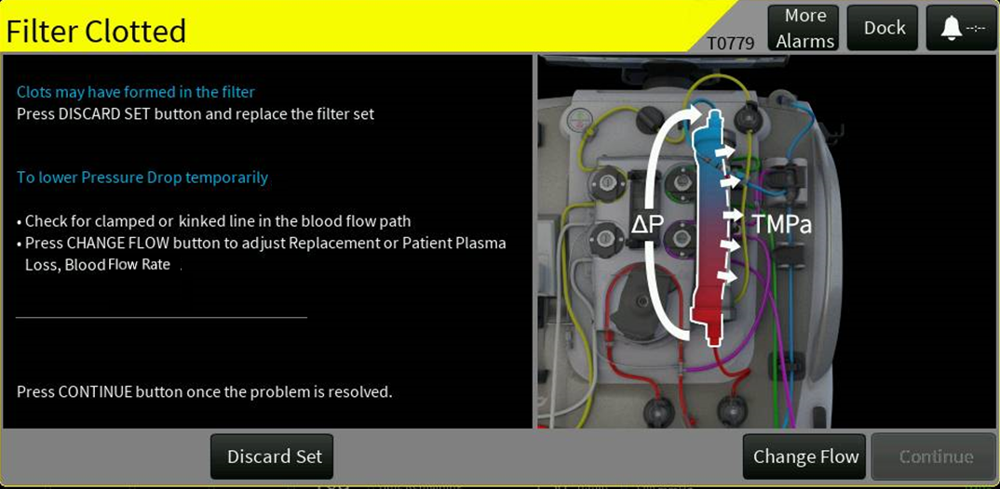 Filter Clotted
T0779
More
Alarms
Dock
--:--
Clots may have formed in the filter
Press DISCARD SET button and replace the filter set
To lower Pressure Drop temporarily
• Check for clamped or kinked line in the blood flow path
• Press CHANGE FLOW button to adjust Replacement or Patient Plasma
Loss, Blood Flow Rate .
ΔP
TMPa
Press CONTINUE button once the problem is resolved.
Discard Set
Change Flow
Continue